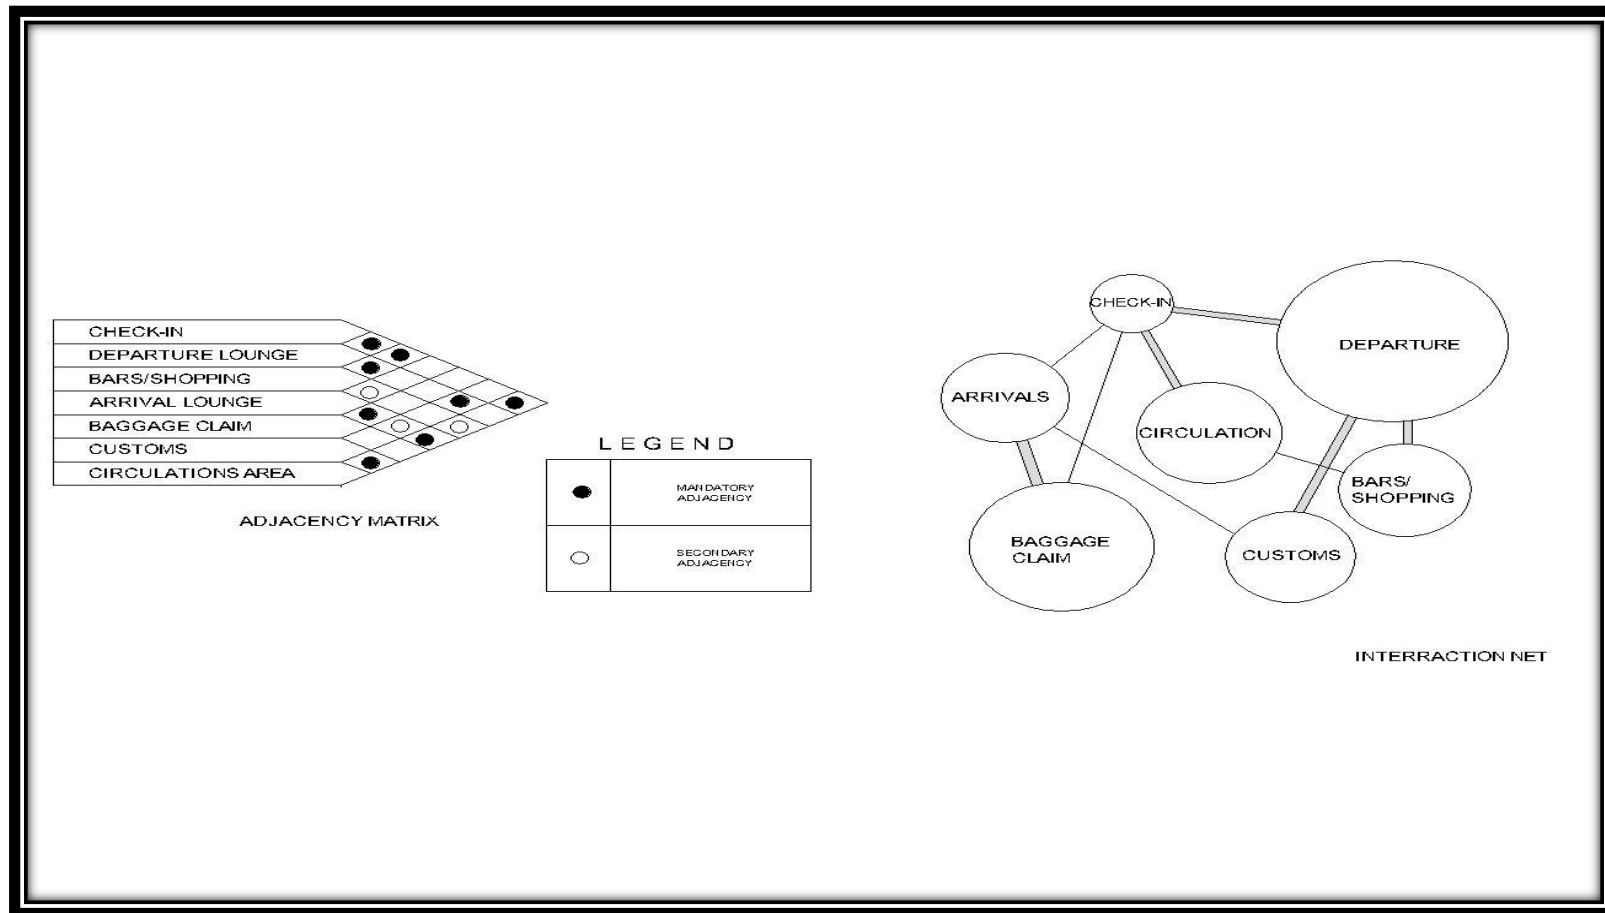 CHECK-IN
DEPARTURE LOUNGE
BARS/SHOPPING
ARRIVAL LOUNGE
BAGGAGE CLAIM
CUSTOMS
CIRCULATIONS AREA
ADJACENCY MATRIX
LEGEND
MANDATORY
ADJACENCY
SECONDARY
ADJACENCY
CHECK-IN
DEPARTURE
ARRIVALS
CIRCULATION
BARS/
SHOPPING
BAGGAGE
CLAIM
CUSTOMS
INTERRACTION NET